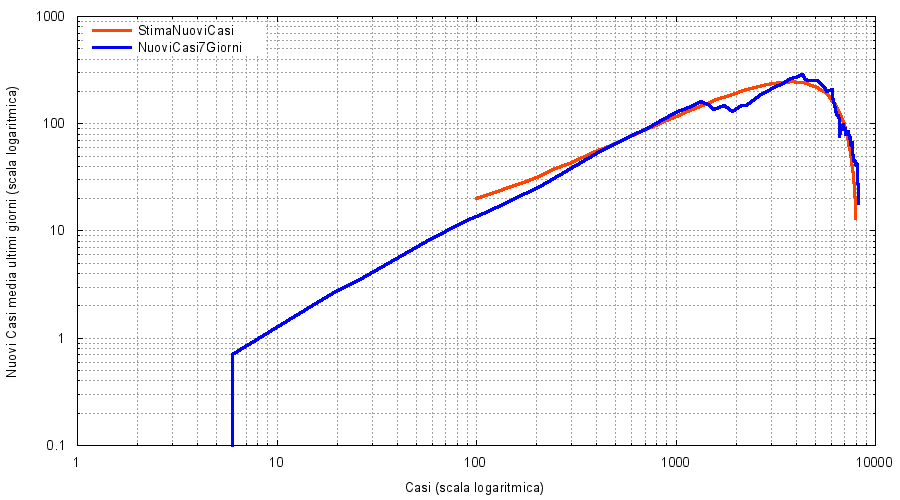 1000
StimaNuoviCasi
NuoviCasi7Giorni
100
10
1
0.1
Nuovi Casi media ultimi giorni (scala logaritmica)
1
10
100
1000
10000
Casi (scala logaritmica)